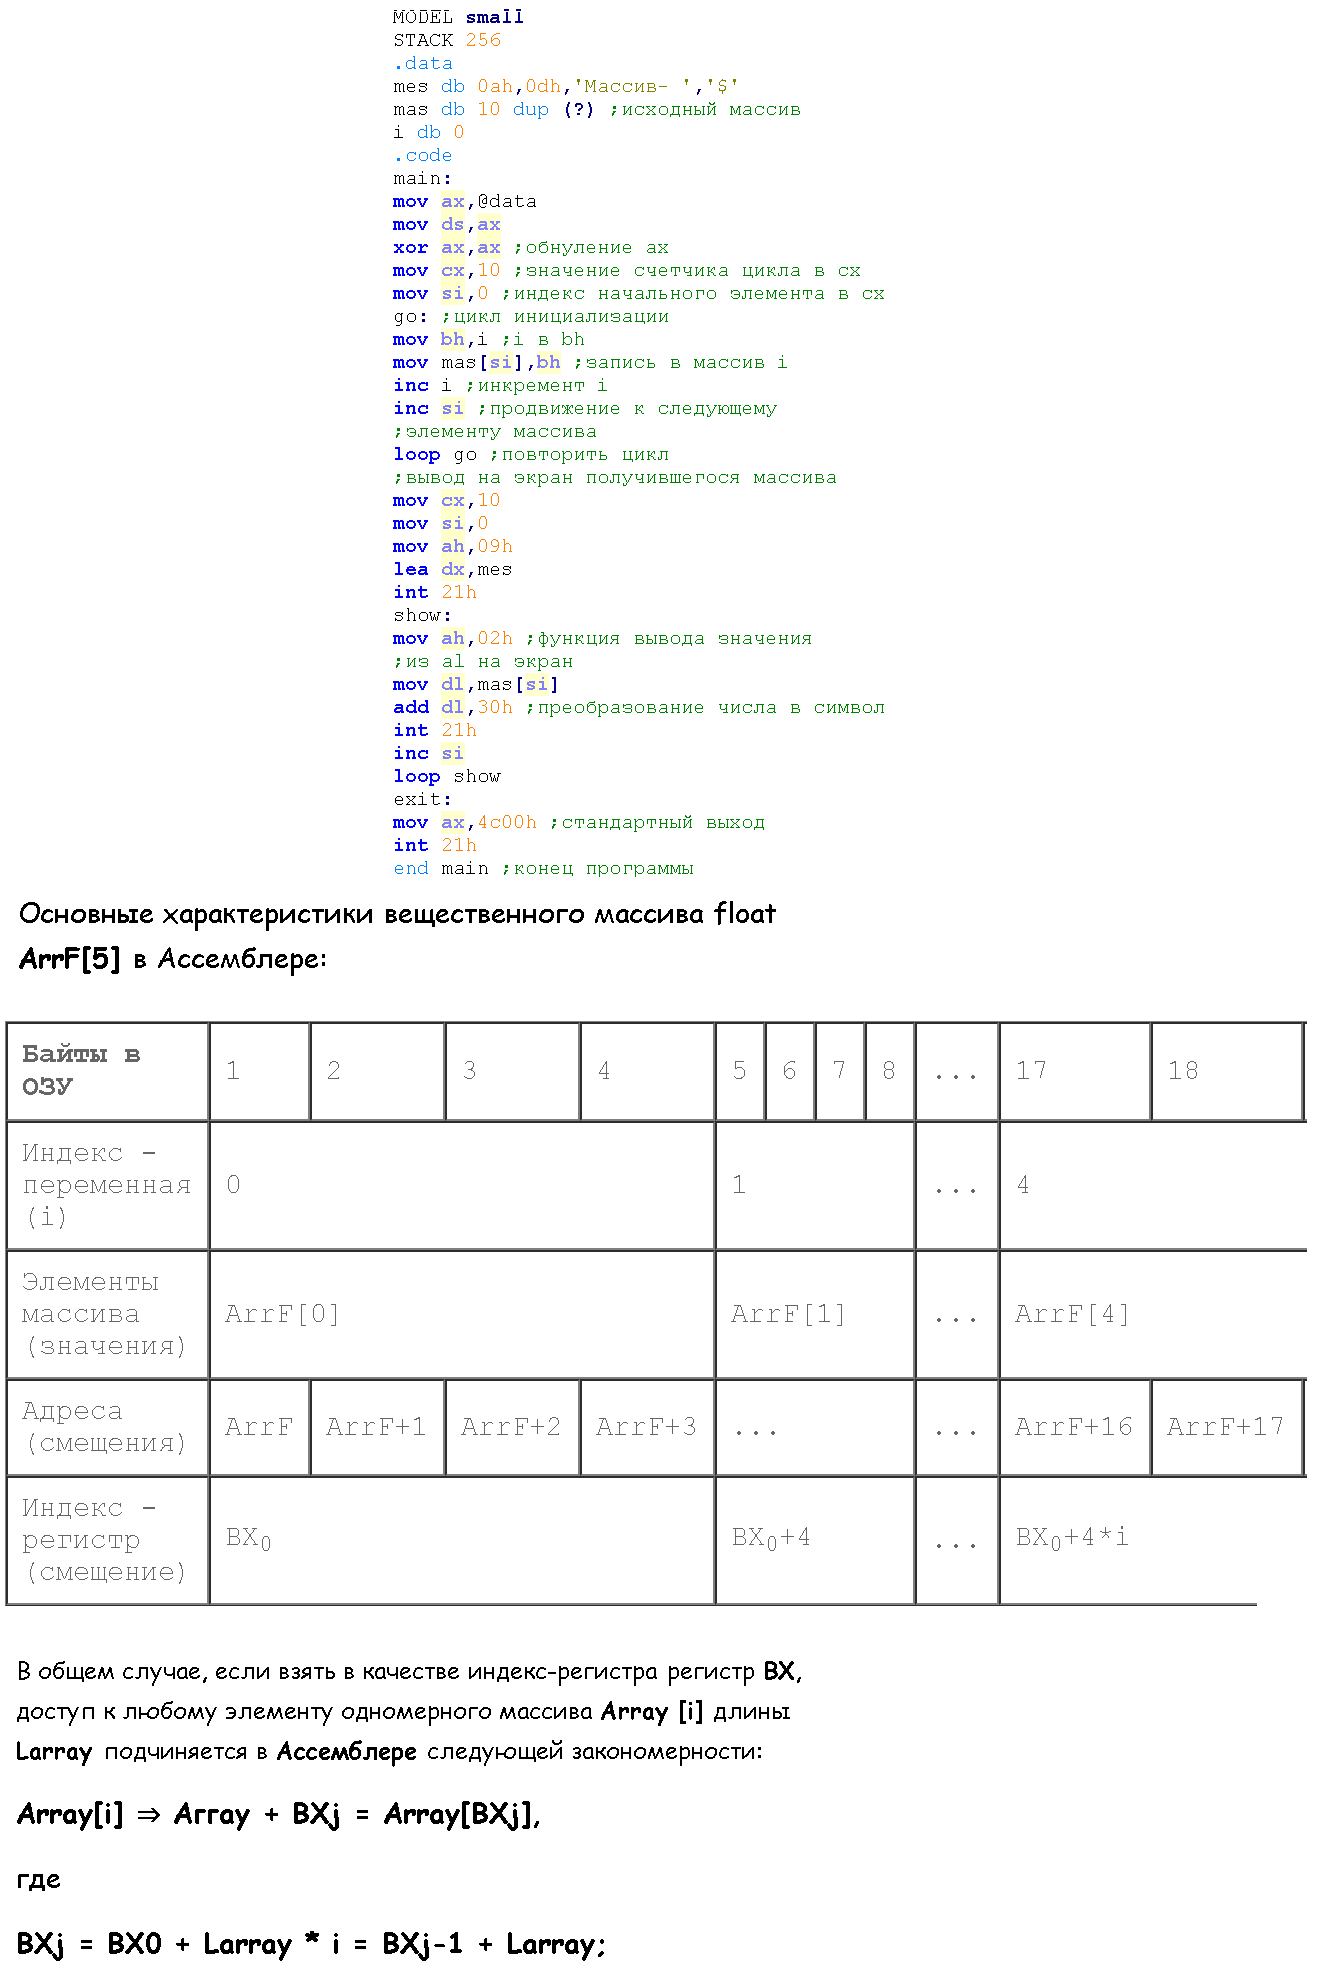 MODEL small
STACK 256
.data
mes db 0ah,0dh,'Массив- ','$'
mas db 10 dup (?) ;исходный массив
i db 0
.code
main:
mov ax,@data
mov ds,ax
xor ax,ax ;обнуление ax
mov cx,10 ;значение счетчика цикла в cx
mov si,0 ;индекс начального элемента в cx
go: ;цикл инициализации
mov bh,i ;i в bh
mov mas[si],bh ;запись в массив i
inc i ;инкремент i
inc si ;продвижение к следующему
;элементу массива
loop go ;повторить цикл
;вывод на экран получившегося массива
mov cx,10
mov si,0
mov ah,09h
lea dx,mes
int 21h
show:
mov ah,02h ;функция вывода значения
;из al на экран
mov dl,mas[si]
add dl,30h ;преобразование числа в символ
int 21h
inc si
loop show
exit:
mov ax,4c00h ;стандартный выход
int 21h
end main ;конец программы
Основные характеристики вещественного массива float
ArrF[5] в Ассемблере:
Байты в ОЗУ 1 2 3 4 5 6 7 8 ... 17 18
Индекс - переменная (i) 0 1 ... 4
Элементы массива (значения) ArrF[0] ArrF[1] ... ArrF[4]
Адреса (смещения) ArrF ArrF+1 ArrF+2 ArrF+3 ... ... ArrF+16 ArrF+17
Индекс - регистр (смещение) BX0 BX0+4 ... BX0+4*i
В общем случае, если взять в качестве индекс-регистра регистр BX,
доступ к любому элементу одномерного массива Array [i] длины
Larray подчиняется в Ассемблере следующей закономерности:
Array[i] ⇒ Array + BXj = Array[BXj],
где
BXj = BX0 + Larray * i = BXj-1 + Larray;